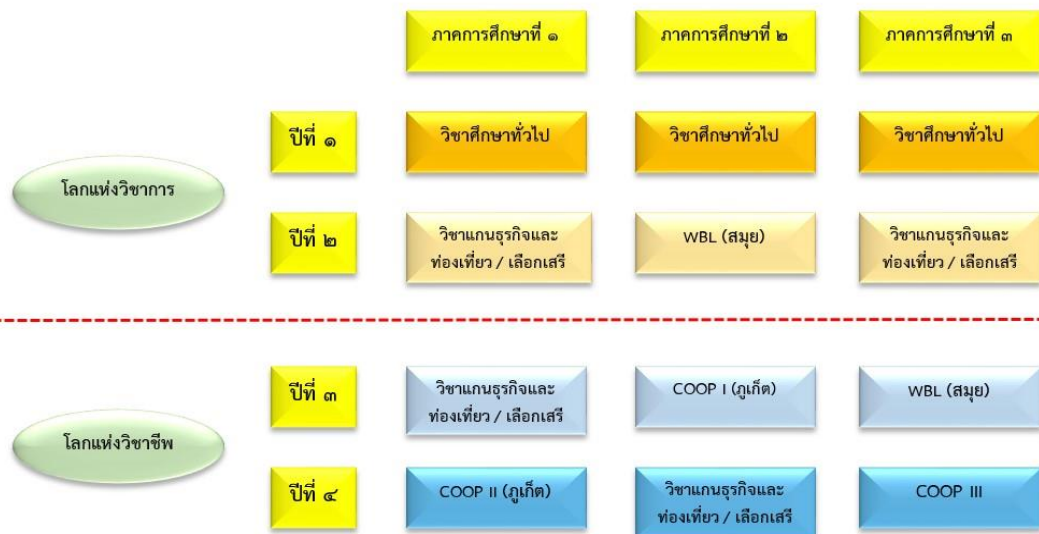 ภาคการศึกษาที่ ๑
ภาคการศึกษาที่ ๒
ภาคการศึกษาที่ ๓
ปีที่ ๑
วิชาศึกษาทั่วไป
วิชาศึกษาทั่วไป
วิชาศึกษาทั่วไป
โลกแห่งวิชาการ
ปีที่ ๒
วิชาแกนธุรกิจและ
ท่องเที่ยว / เลือกเสรี
WBL (สมุย)
วิชาแกนธุรกิจและ
ท่องเที่ยว / เลือกเสรี
ปีที่ ๓
วิชาแกนธุรกิจและ
ท่องเที่ยว / เลือกเสรี
COOP I (ภูเก็ต)
WBL (สมุย)
โลกแห่งวิชาชีพ
ปีที่ ๔
COOP II (ภูเก็ต)
วิชาแกนธุรกิจและ
ท่องเที่ยว / เลือกเสรี
COOP III